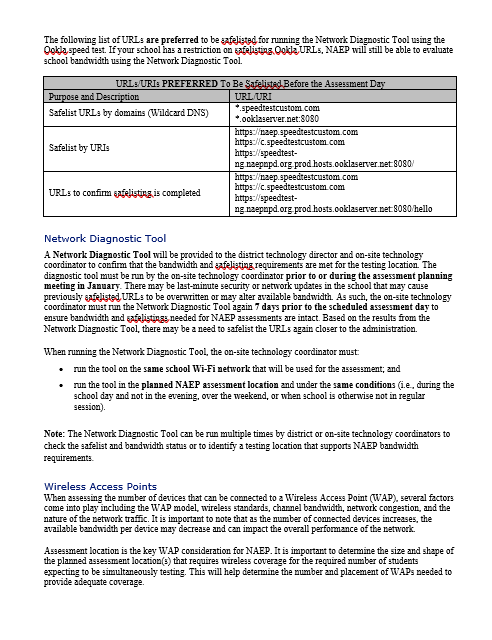 The following list of URLs are preferred to be safelisted for running the Network Diagnostic Tool using the
Ookla speed test. If your school has a restriction on safelisting Ookla URLs, NAEP will still be able to evaluate
school bandwidth using the Network Diagnostic Tool.
URLs/URIs PREFERRED To Be Safelisted Before the Assessment Day
Purpose and Description
URL/URI
Safelist URLs by domains (Wildcard DNS)
*.speedtestcustom.com
*.ooklaserver.net:8080
Safelist by URIs
https://naep.speedtestcustom.com
https://c.speedtestcustom.com
https://speedtest-
ng.naepnpd.org.prod.hosts.ooklaserver.net:8080/
URLs to confirm safelisting is completed
https://naep.speedtestcustom.com
https://c.speedtestcustom.com
https://speedtest-
ng.naepnpd.org.prod.hosts.ooklaserver.net:8080/hello
Network Diagnostic Tool
A Network Diagnostic Tool will be provided to the district technology director and on-site technology
coordinator to confirm that the bandwidth and safelisting requirements are met for the testing location. The
diagnostic tool must be run by the on-site technology coordinator prior to or during the assessment planning
meeting in January. There may be last-minute security or network updates in the school that may cause
previously safelisted URLs to be overwritten or may alter available bandwidth. As such, the on-site technology
coordinator must run the Network Diagnostic Tool again 7 days prior to the scheduled assessment day to
ensure bandwidth and safelistings needed for NAEP assessments are intact. Based on the results from the
Network Diagnostic Tool, there may be a need to safelist the URLs again closer to the administration.
When running the Network Diagnostic Tool, the on-site technology coordinator must:
• run the tool on the same school Wi-Fi network that will be used for the assessment; and
• run the tool in the planned NAEP assessment location and under the same conditions (i.e., during the
school day and not in the evening, over the weekend, or when school is otherwise not in regular
session).
Note: The Network Diagnostic Tool can be run multiple times by district or on-site technology coordinators to
check the safelist and bandwidth status or to identify a testing location that supports NAEP bandwidth
requirements.
Wireless Access Points
When assessing the number of devices that can be connected to a Wireless Access Point (WAP), several factors
come into play including the WAP model, wireless standards, channel bandwidth, network congestion, and the
nature of the network traffic. It is important to note that as the number of connected devices increases, the
available bandwidth per device may decrease and can impact the overall performance of the network.
Assessment location is the key WAP consideration for NAEP. It is important to determine the size and shape of
the planned assessment location(s) that requires wireless coverage for the required number of students
expecting to be simultaneously testing. This will help determine the number and placement of WAPs needed to
provide adequate coverage.